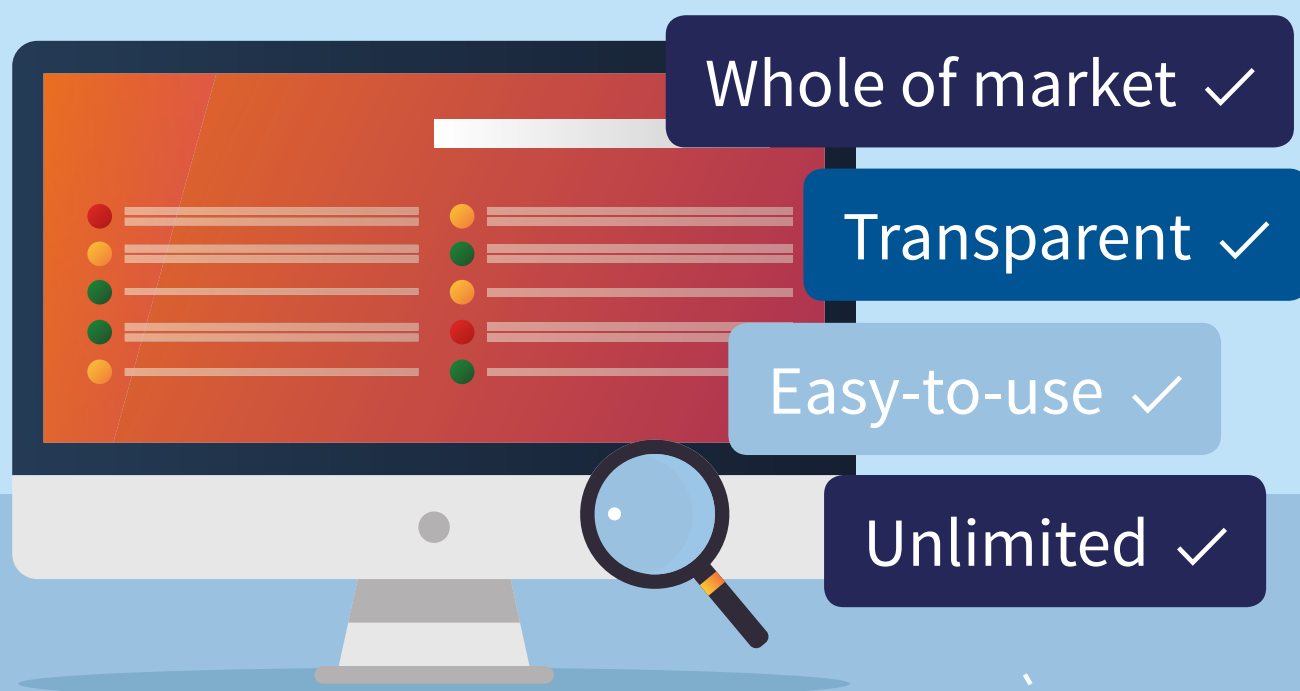 Whole of market ✓
Transparent ✓
Easy-to-use ✓
Unlimited ✓